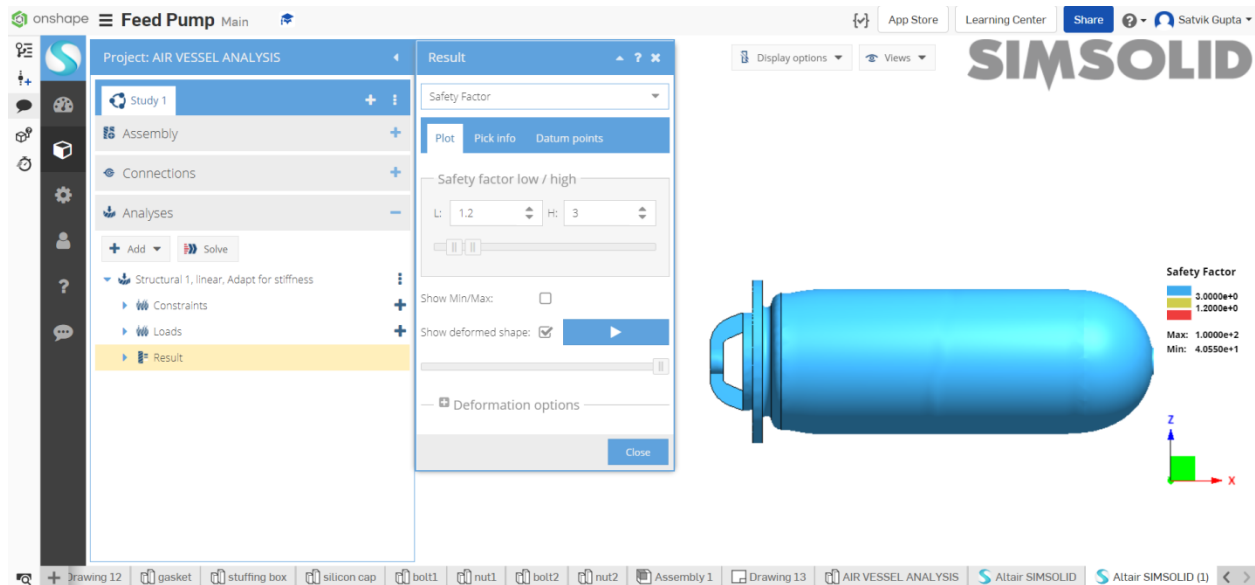 onshape Feed Pump Main App Store Learning Center Share ? Satvik Gupta
Project: AIR VESSEL ANALYSIS
Study 1
Assembly
Connections
Analyses
Add Solve
Structural 1, linear, Adapt for stiffness
Constraints
Loads
Result
?
Result ?
Safety Factor
Plot Pick info Datum points
Safety factor low / high
L: 1.2 H: 3
Show Min/Max:
Show deformed shape:
Deformation options
Close
Display options Views
SIMSOLID
Safety Factor
3.0000e+0
1.2000e+0
Max: 1.0000e+2
Min: 4.0550e+1
Z
X
Drawing 12 gasket stuffing box silicon cap bolt1 nut1 bolt2 nut2 Assembly 1 Drawing 13 AIR VESSEL ANALYSIS Altair SIMSOLID Altair SIMSOLID (1)